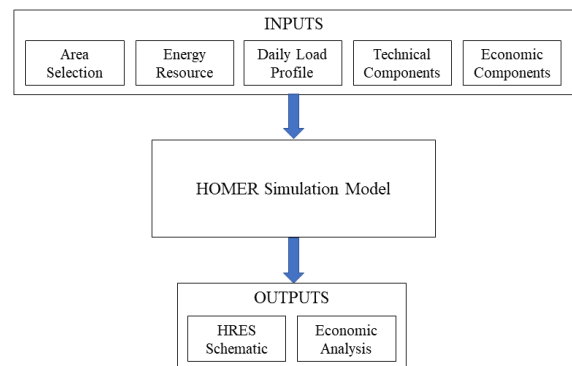 INPUTS
Area
Selection
Energy
Resource
Daily Load
Profile
Technical
Components
Economic
Components
HOMER Simulation Model
OUTPUTS
HRES
Schematic
Economic
Analysis